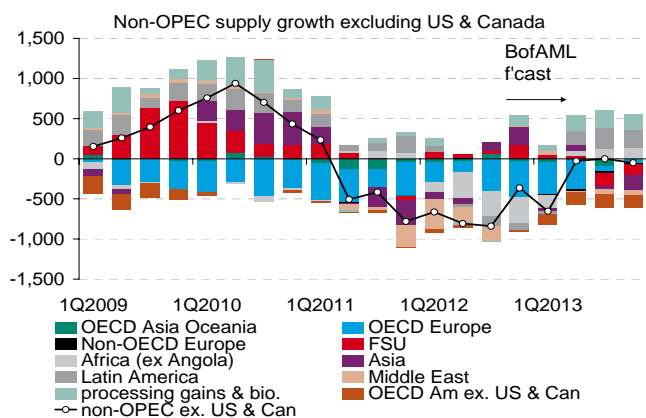 Non-OPEC supply growth excluding US & Canada
1,500
1,000
500
0
-500
-1,000
-1,500
BofAML
f'cast
1Q2009
1Q2010
1Q2011
1Q2012
1Q2013
OECD Asia Oceania
OECD Europe
Non-OECD Europe
FSU
Africa (ex Angola)
Asia
Latin America
Middle East
processing gains & bio.
OECD Am ex. US & Can
non-OPEC ex. US & Can